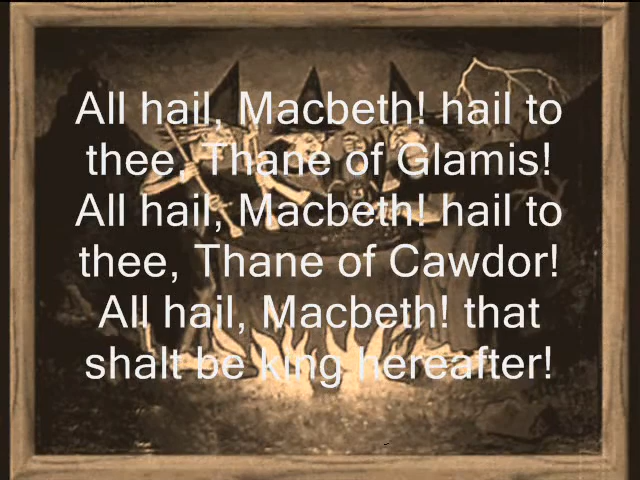 All hail, Macbeth! hail to
thee, Thane of Glamis!
All hail, Macbeth! hail to
thee, Thane of Cawdor!
All hail, Macbeth! that
shalt be king hereafter!